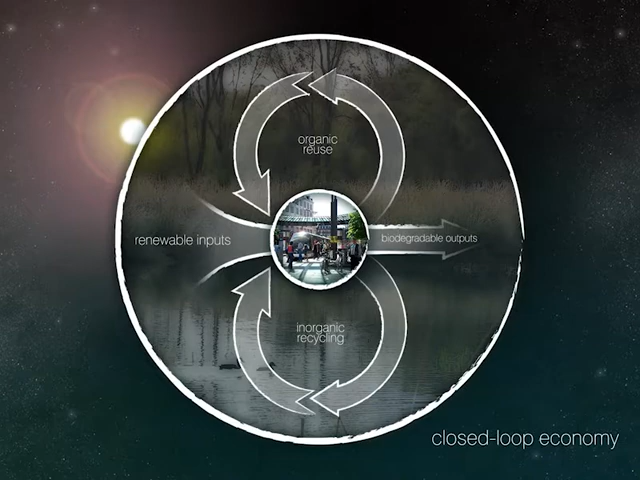 organic
reuse
renewable inputs
biodegradable outputs
inorganic
recycling
closed-loop economy